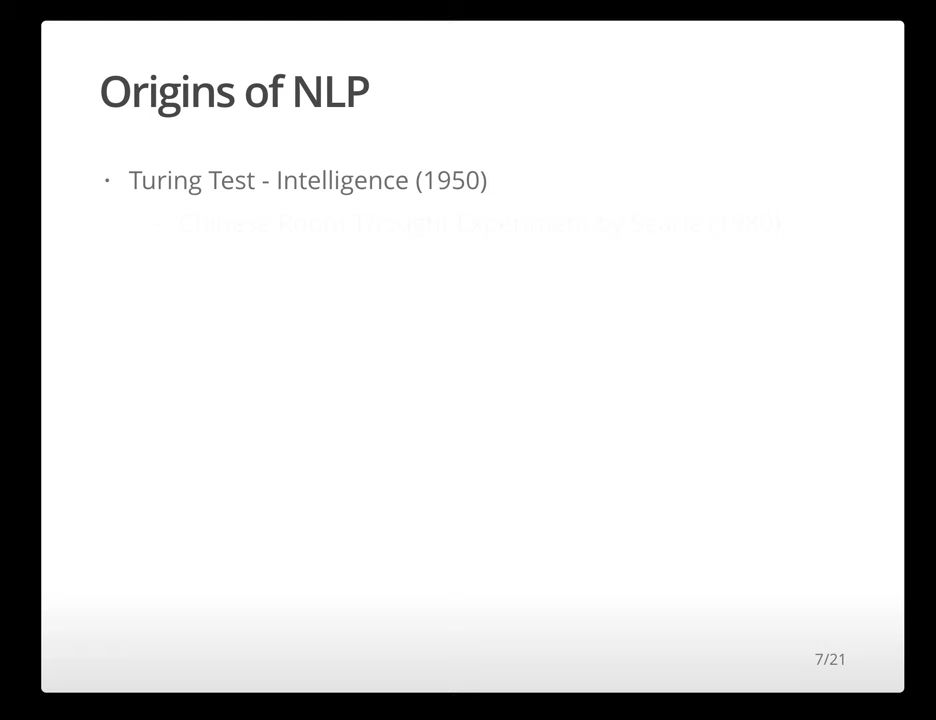 Origins of NLP
· Turing Test - Intelligence (1950)
- Chinese Room Thought Experiment by Searle (1980)
7/21